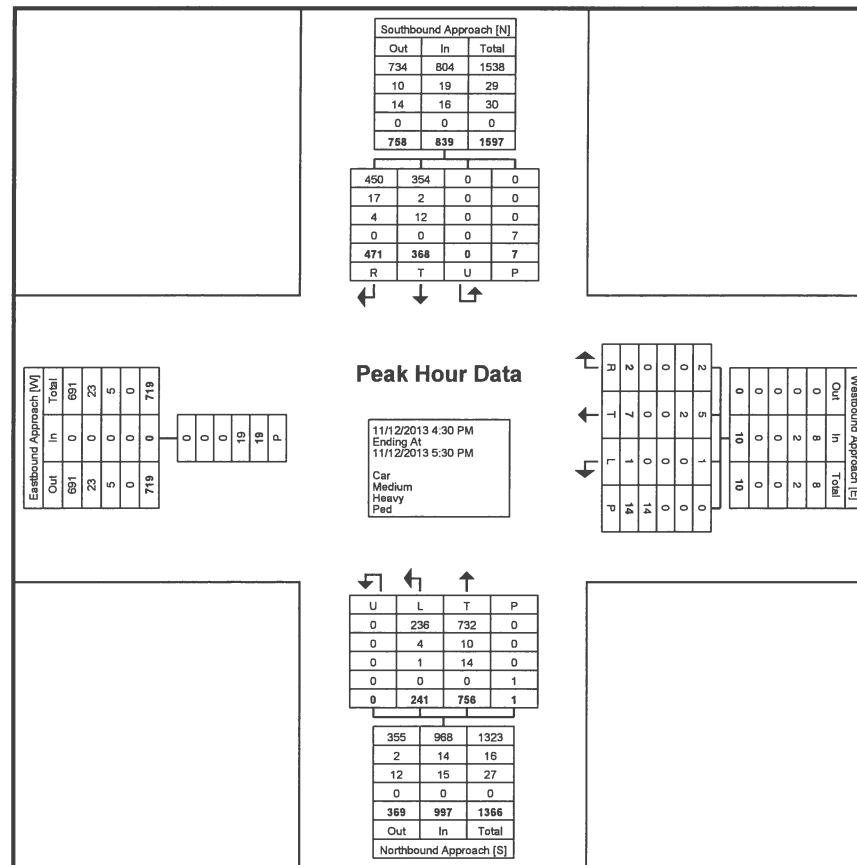 Southbound Approach [N]
Out In Total
734 804 1538
10 19 29
14 16 30
0 0 0
758 839 1597
450 354 0 0
17 2 0 0
4 12 0 0
0 0 0 7
471 368 0 7
R T U P
Eastbound Approach [W]
Out In Total
691 0 691
23 0 23
5 0 5
0 0 0
719 0 719
0
0
0
19
19
P
Peak Hour Data
11/12/2013 4:30 PM
Ending At
11/12/2013 5:30 PM
Car
Medium
Heavy
Ped
Westbound Approach [E]
Out In Total
0 8 8
0 2 2
0 0 0
0 0 0
0 10 10
2 5 1 0
0 2 0 0
0 0 0 0
0 0 0 14
2 7 1 14
R T L P
U L T P
0 236 732 0
0 4 10 0
0 1 14 0
0 0 0 1
0 241 756 1
355 968 1323
2 14 16
12 15 27
0 0 0
369 997 1366
Out In Total
Northbound Approach [S]